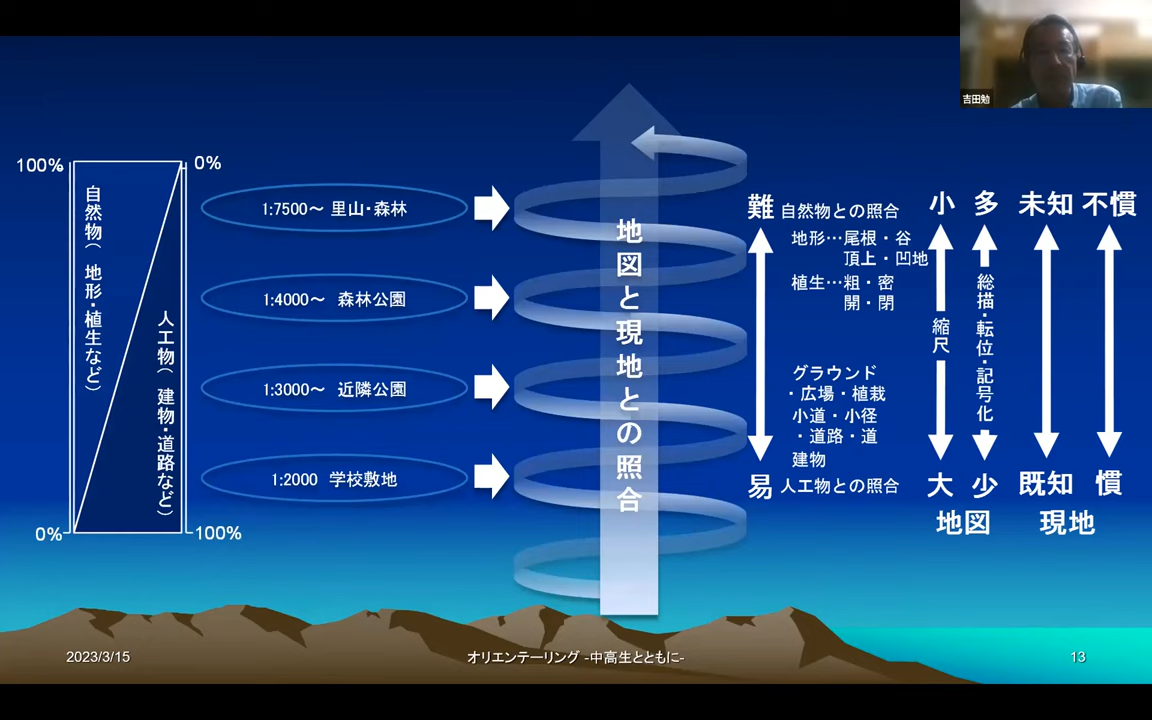 吉田勉
100%
0%
自然物（ 地形・植生など）
人工物（ 建物・道路など）
0%
100%
1:7500～ 里山・森林
1:4000～ 森林公園
1:3000～ 近隣公園
1:2000 学校敷地
地図と現地との照合
難 自然物との照合
地形…尾根・谷
頂上・凹地
植生…粗・密
開・閉
グラウンド
・広場・植栽
小道・小径
・道路・道
建物
易 人工物との照合
小 多 未知 不慣
縮尺
総描・転位・記号化
大 少 既知 慣
地図 現地
2023/3/15
オリエンテーリング -中高生とともに-
13